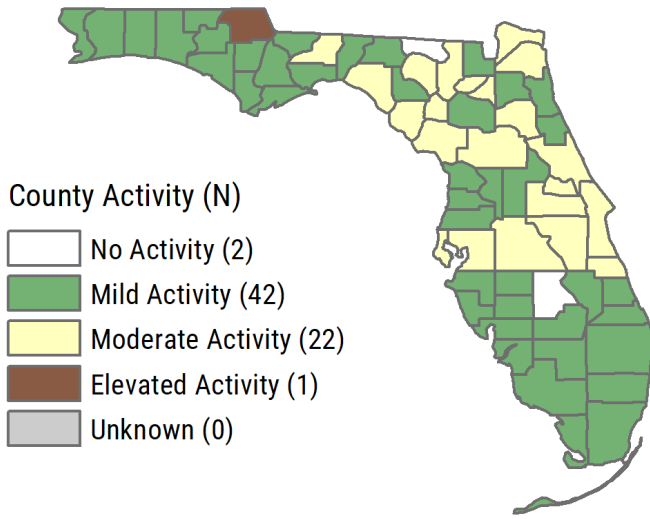 County Activity (N)
No Activity (2)
Mild Activity (42)
Moderate Activity (22)
Elevated Activity (1)
Unknown (0)